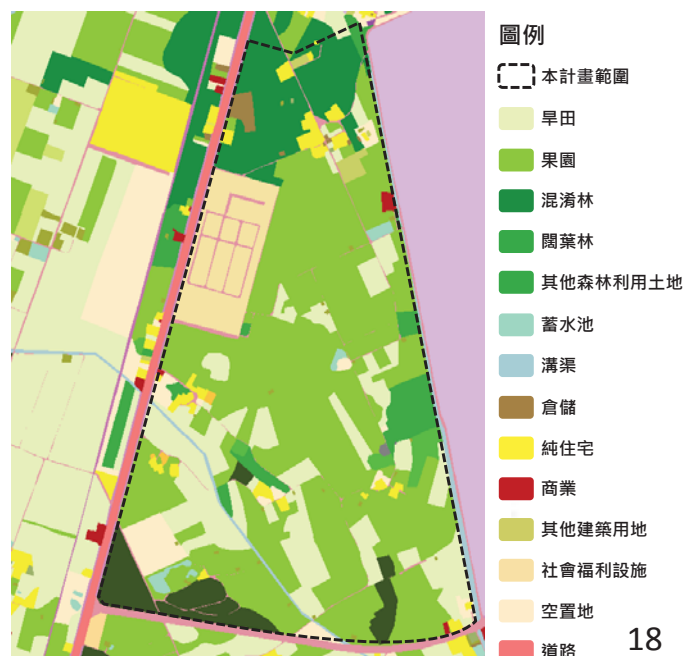 圖例
本計畫範圍
旱田
果園
混淆林
闊葉林
其他森林利用土地
蓄水池
溝渠
倉儲
純住宅
商業
其他建築用地
社會福利設施
空置地
道路
18